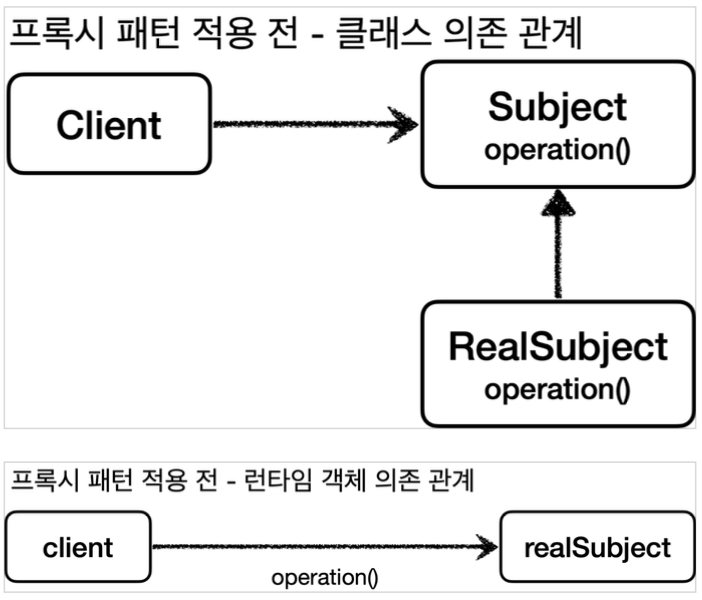 프록시 패턴 적용 전 - 클래스 의존 관계
Client
Subject
operation()
RealSubject
operation()
프록시 패턴 적용 전 - 런타임 객체 의존 관계
client
realSubject
operation()